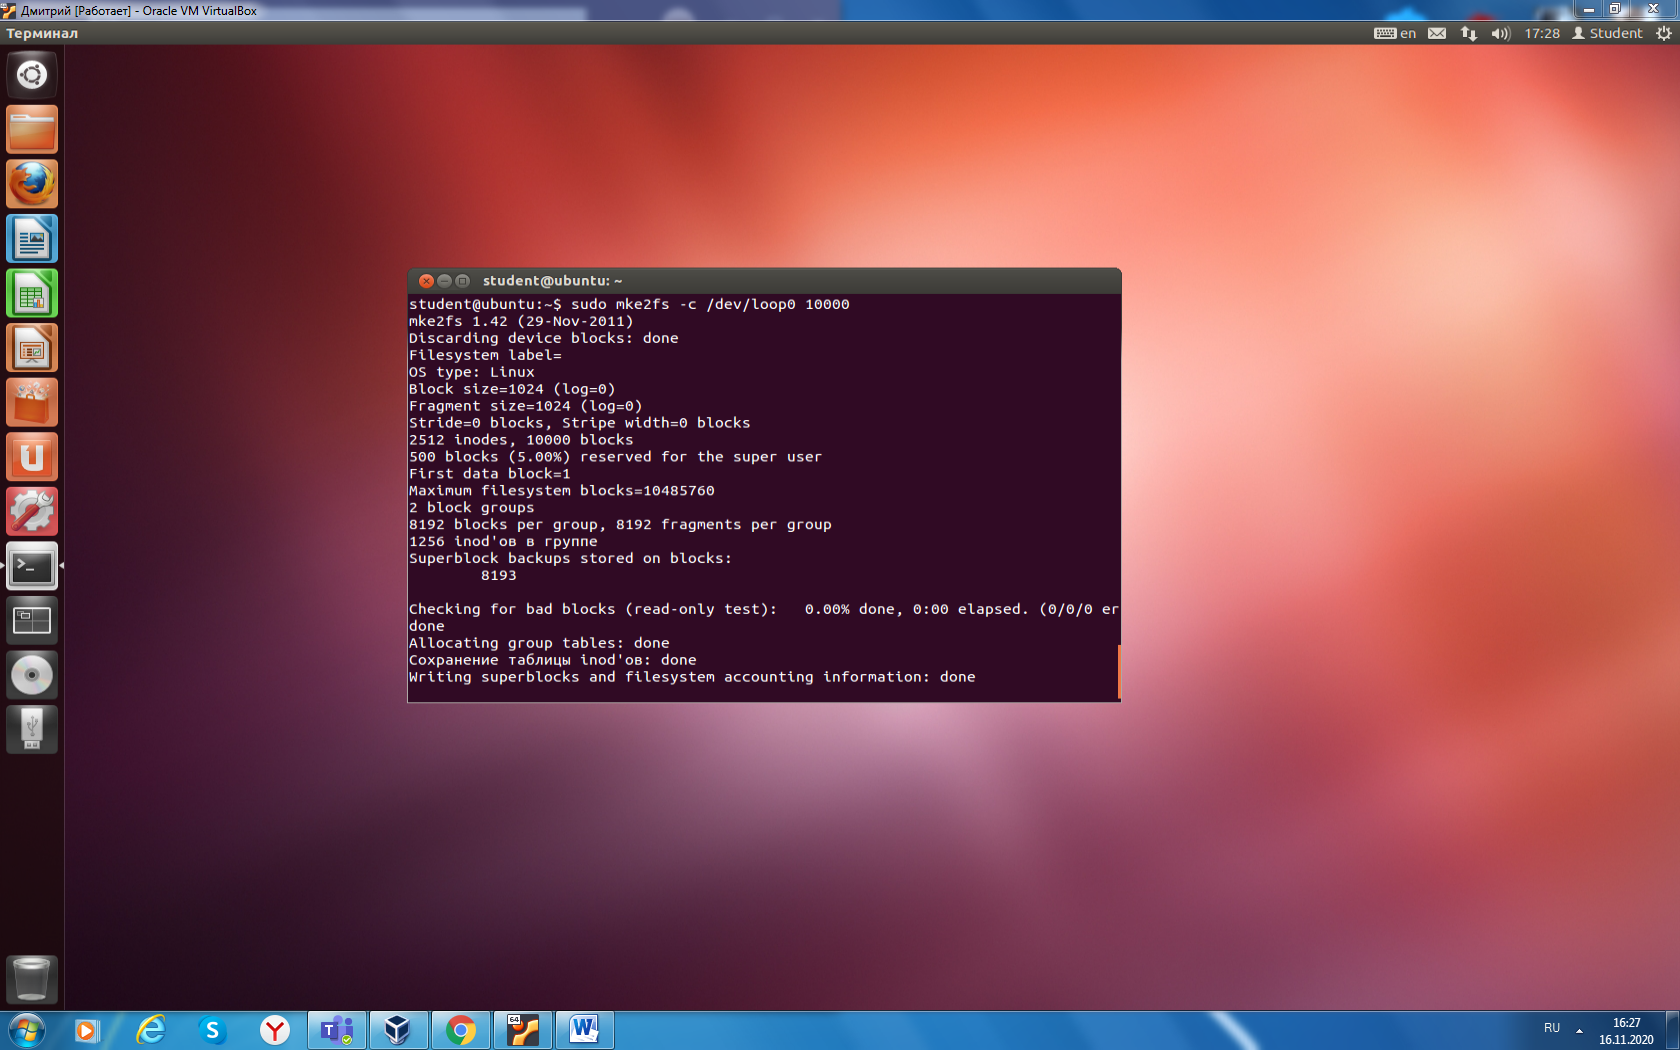 Дмитрий [Работает] - Oracle VM VirtualBox
Терминал
en
17:28
Student
student@ubuntu: ~
student@ubuntu:~$ sudo mke2fs -c /dev/loop0 10000
mke2fs 1.42 (29-Nov-2011)
Discarding device blocks: done
Filesystem label=
OS type: Linux
Block size=1024 (log=0)
Fragment size=1024 (log=0)
Stride=0 blocks, Stripe width=0 blocks
2512 inodes, 10000 blocks
500 blocks (5.00%) reserved for the super user
First data block=1
Maximum filesystem blocks=10485760
2 block groups
8192 blocks per group, 8192 fragments per group
1256 inod'ов в группе
Superblock backups stored on blocks:
8193
Checking for bad blocks (read-only test):   0.00% done, 0:00 elapsed. (0/0/0 er
done
Allocating group tables: done
Сохранение таблицы inod'ов: done
Writing superblocks and filesystem accounting information: done
64
RU
16:27
16.11.2020